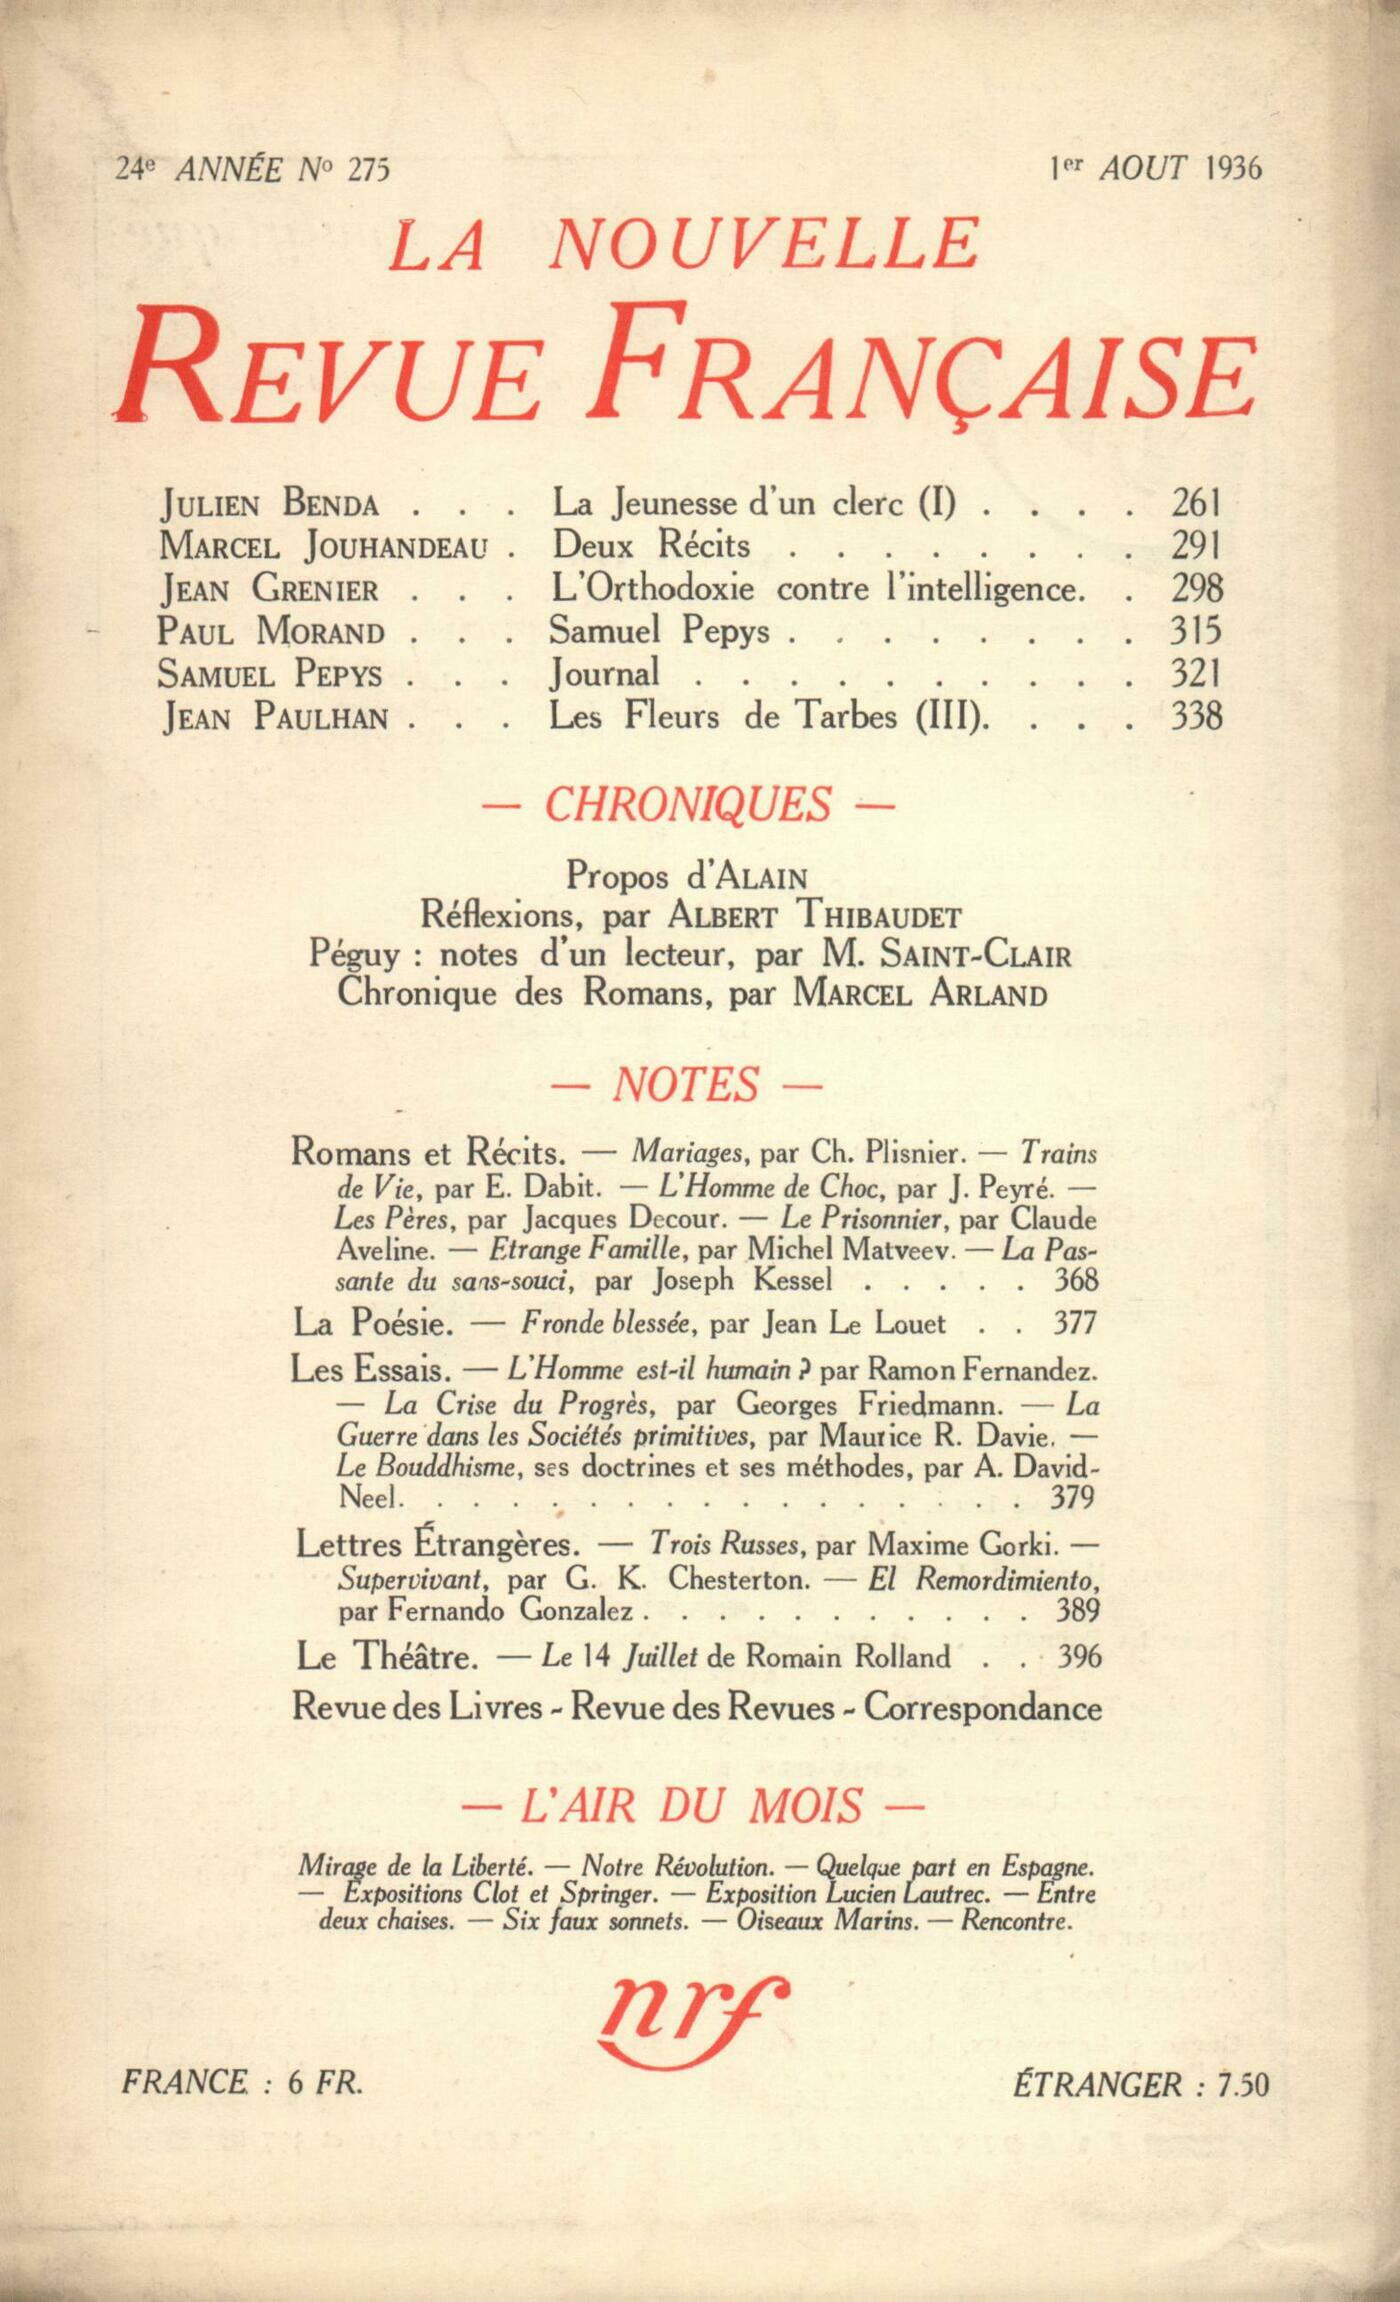 24e ANNÉE No 275
1er AOUT 1936
LA NOUVELLE
REVUE FRANÇAISE
JULIEN BENDA . . . La Jeunesse d'un clerc (I) . . . . 261
MARCEL JOUHANDEAU . Deux Récits . . . . . . . . 291
JEAN GRENIER . . . L'Orthodoxie contre l'intelligence. . 298
PAUL MORAND . . . Samuel Pepys . . . . . . . . 315
SAMUEL PEPYS . . . Journal . . . . . . . . . . 321
JEAN PAULHAN . . . Les Fleurs de Tarbes (III). . . . 338
— CHRONIQUES —
Propos d'ALAIN
Réflexions, par ALBERT THIBAUDET
Péguy : notes d'un lecteur, par M. SAINT-CLAIR
Chronique des Romans, par MARCEL ARLAND
— NOTES —
Romans et Récits. — Mariages, par Ch. Plisnier. — Trains
de Vie, par E. Dabit. — L'Homme de Choc, par J. Peyré. —
Les Pères, par Jacques Decour. — Le Prisonnier, par Claude
Aveline. — Etrange Famille, par Michel Matveev. — La Pas-
sante du sans-souci, par Joseph Kessel . . . . . 368
La Poésie. — Fronde blessée, par Jean Le Louet . . 377
Les Essais. — L'Homme est-il humain ? par Ramon Fernandez.
— La Crise du Progrès, par Georges Friedmann. — La
Guerre dans les Sociétés primitives, par Maurice R. Davie. —
Le Bouddhisme, ses doctrines et ses méthodes, par A. David-
Neel. . . . . . . . . . . . . . . . . . 379
Lettres Étrangères. — Trois Russes, par Maxime Gorki. —
Supervivant, par G. K. Chesterton. — El Remordimiento,
par Fernando Gonzalez . . . . . . . . . . . 389
Le Théâtre. — Le 14 Juillet de Romain Rolland . . 396
Revue des Livres - Revue des Revues - Correspondance
— L'AIR DU MOIS —
Mirage de la Liberté. — Notre Révolution. — Quelque part en Espagne.
— Expositions Clot et Springer. — Exposition Lucien Lautrec. — Entre
deux chaises. — Six faux sonnets. — Oiseaux Marins. — Rencontre.
nrf
FRANCE : 6 FR.
ÉTRANGER : 7.50